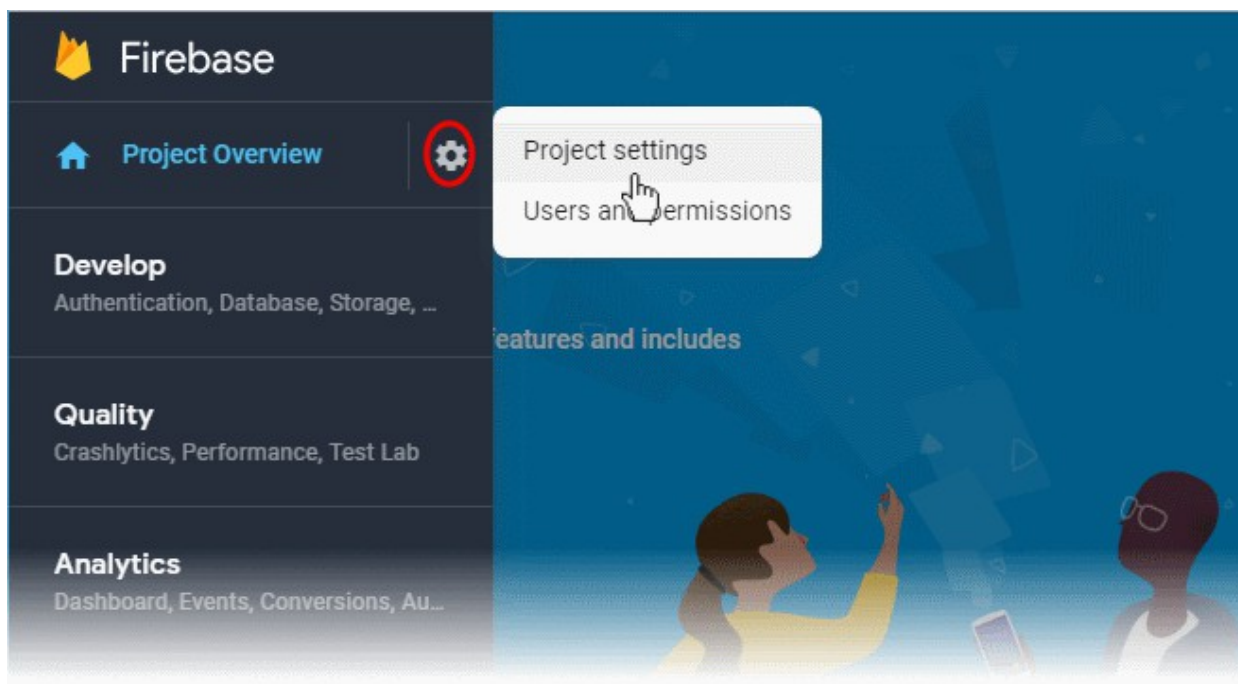 Firebase
Project Overview
Project settings
Users and permissions
Develop
Authentication, Database, Storage, ...
eatures and includes
Quality
Crashlytics, Performance, Test Lab
Analytics
Dashboard, Events, Conversions, Au...